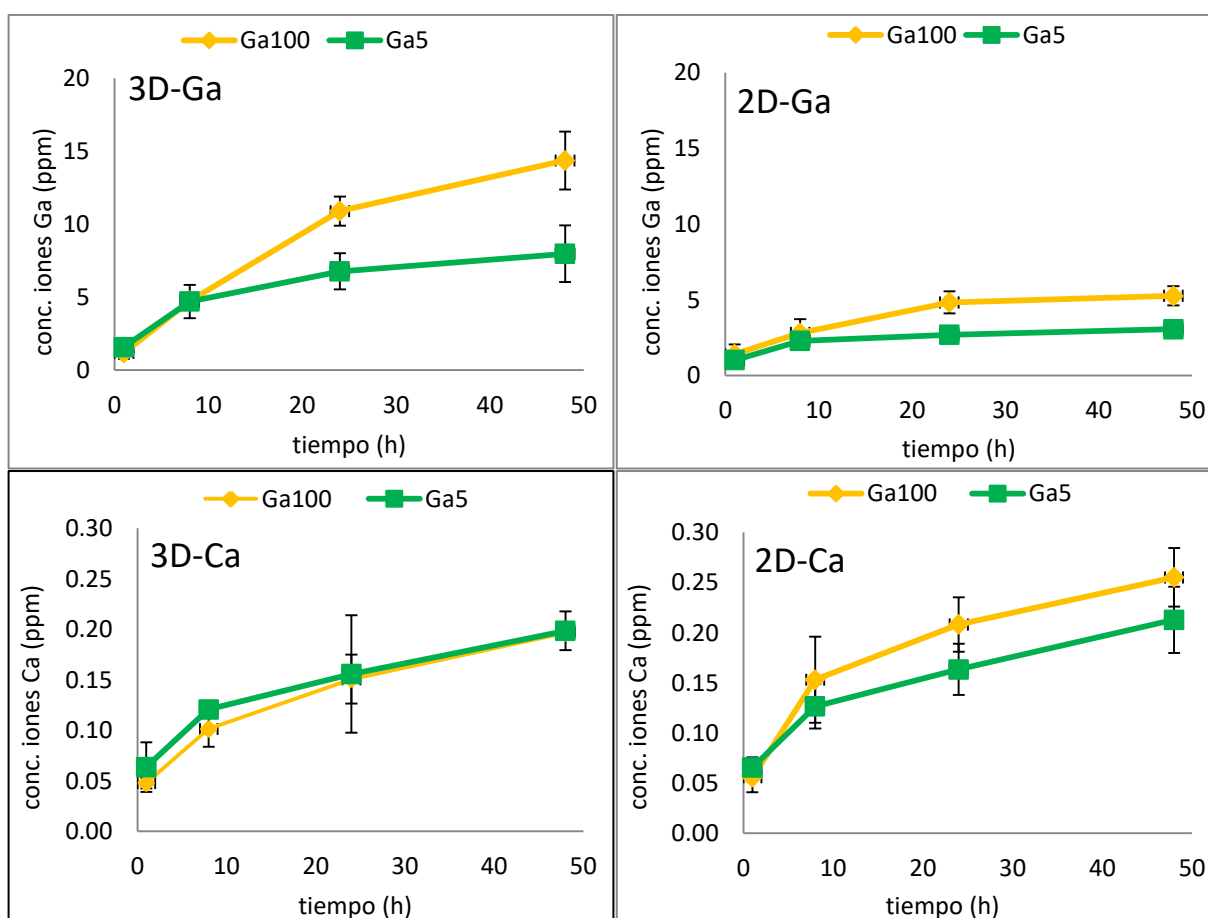 Ga100 Ga5
3D-Ga
conc. iones Ga (ppm)
20
15
10
5
0
0 10 20 30 40 50
tiempo (h)
Ga100 Ga5
2D-Ga
conc. iones Ga (ppm)
20
15
10
5
0
0 10 20 30 40 50
tiempo (h)
Ga100 Ga5
3D-Ca
conc. iones Ca (ppm)
0.30
0.25
0.20
0.15
0.10
0.05
0.00
0 10 20 30 40 50
tiempo (h)
Ga100 Ga5
2D-Ca
conc. iones Ca (ppm)
0.30
0.25
0.20
0.15
0.10
0.05
0.00
0 10 20 30 40 50
tiempo (h)